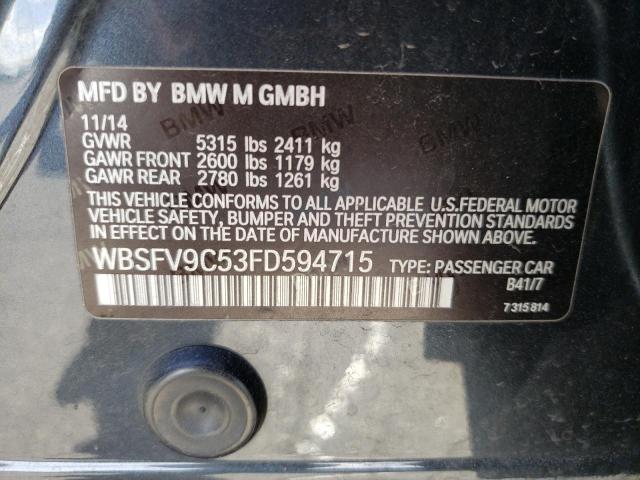 MFD BY BMW M GMBH
11/14
GVWR 5315 lbs 2411 kg
GAWR FRONT 2600 lbs 1179 kg
GAWR REAR 2780 lbs 1261 kg
THIS VEHICLE CONFORMS TO ALL APPLICABLE U.S.FEDERAL MOTOR
VEHICLE SAFETY, BUMPER AND THEFT PREVENTION STANDARDS
IN EFFECT ON THE DATE OF MANUFACTURE SHOWN ABOVE.
WBSFV9C53FD594715 TYPE: PASSENGER CAR
B41/7
7315814